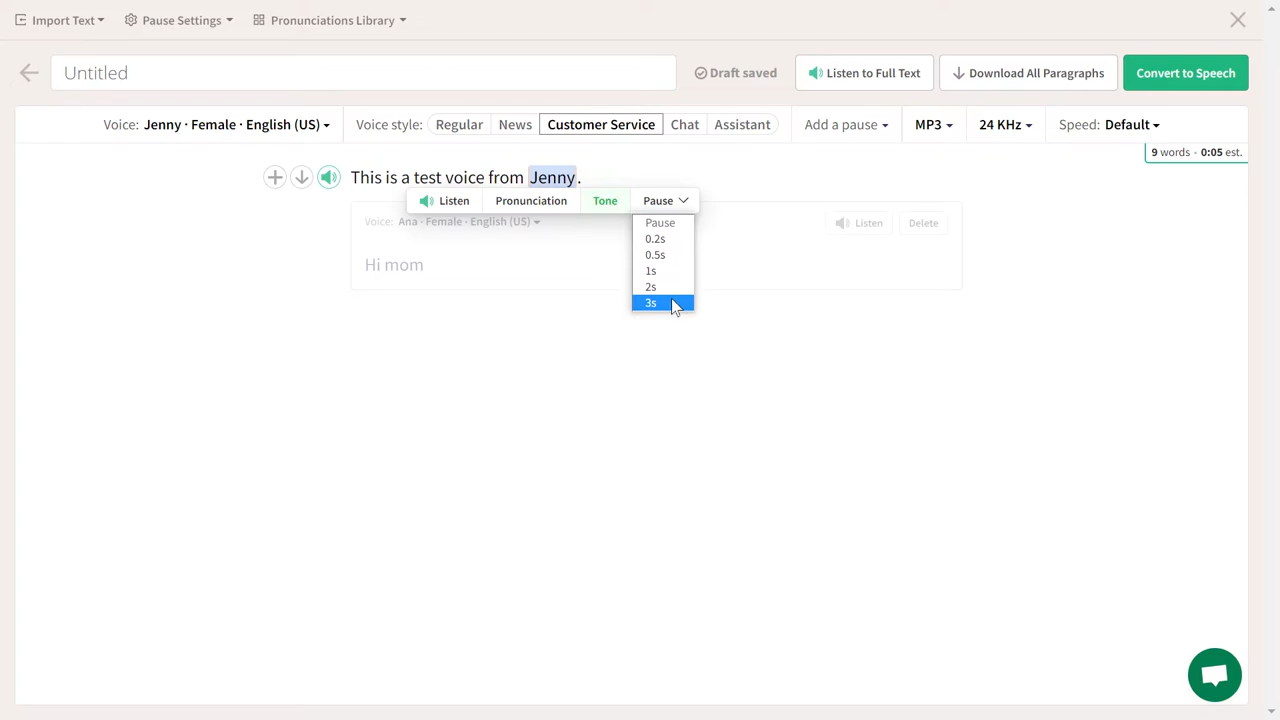 Import Text Pause Settings Pronunciations Library
Untitled Draft saved Listen to Full Text Download All Paragraphs Convert to Speech
Voice: Jenny · Female · English (US) Voice style: Regular News Customer Service Chat Assistant Add a pause MP3 24 KHz Speed: Default
9 words · 0:05 est.
This is a test voice from Jenny .
Listen Pronunciation Tone Pause
Voice: Ana · Female · English (US) Listen Delete
Pause
0.2s
0.5s
Hi mom
1s
2s
3s